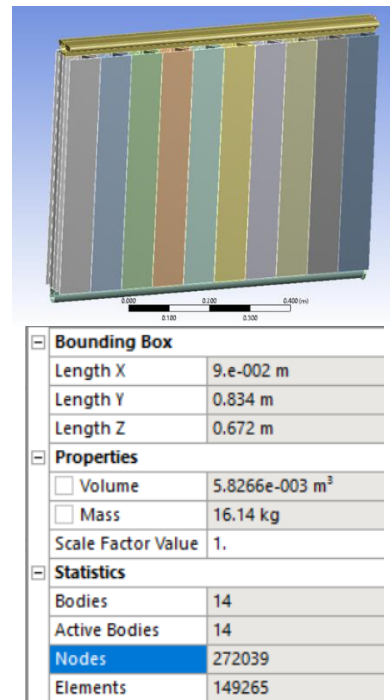 0.000 0.200 0.400 (m)
0.100 0.300
Bounding Box
Length X 9.e-002 m
Length Y 0.834 m
Length Z 0.672 m
Properties
Volume 5.8266e-003 m³
Mass 16.14 kg
Scale Factor Value 1.
Statistics
Bodies 14
Active Bodies 14
Nodes 272039
Elements 149265